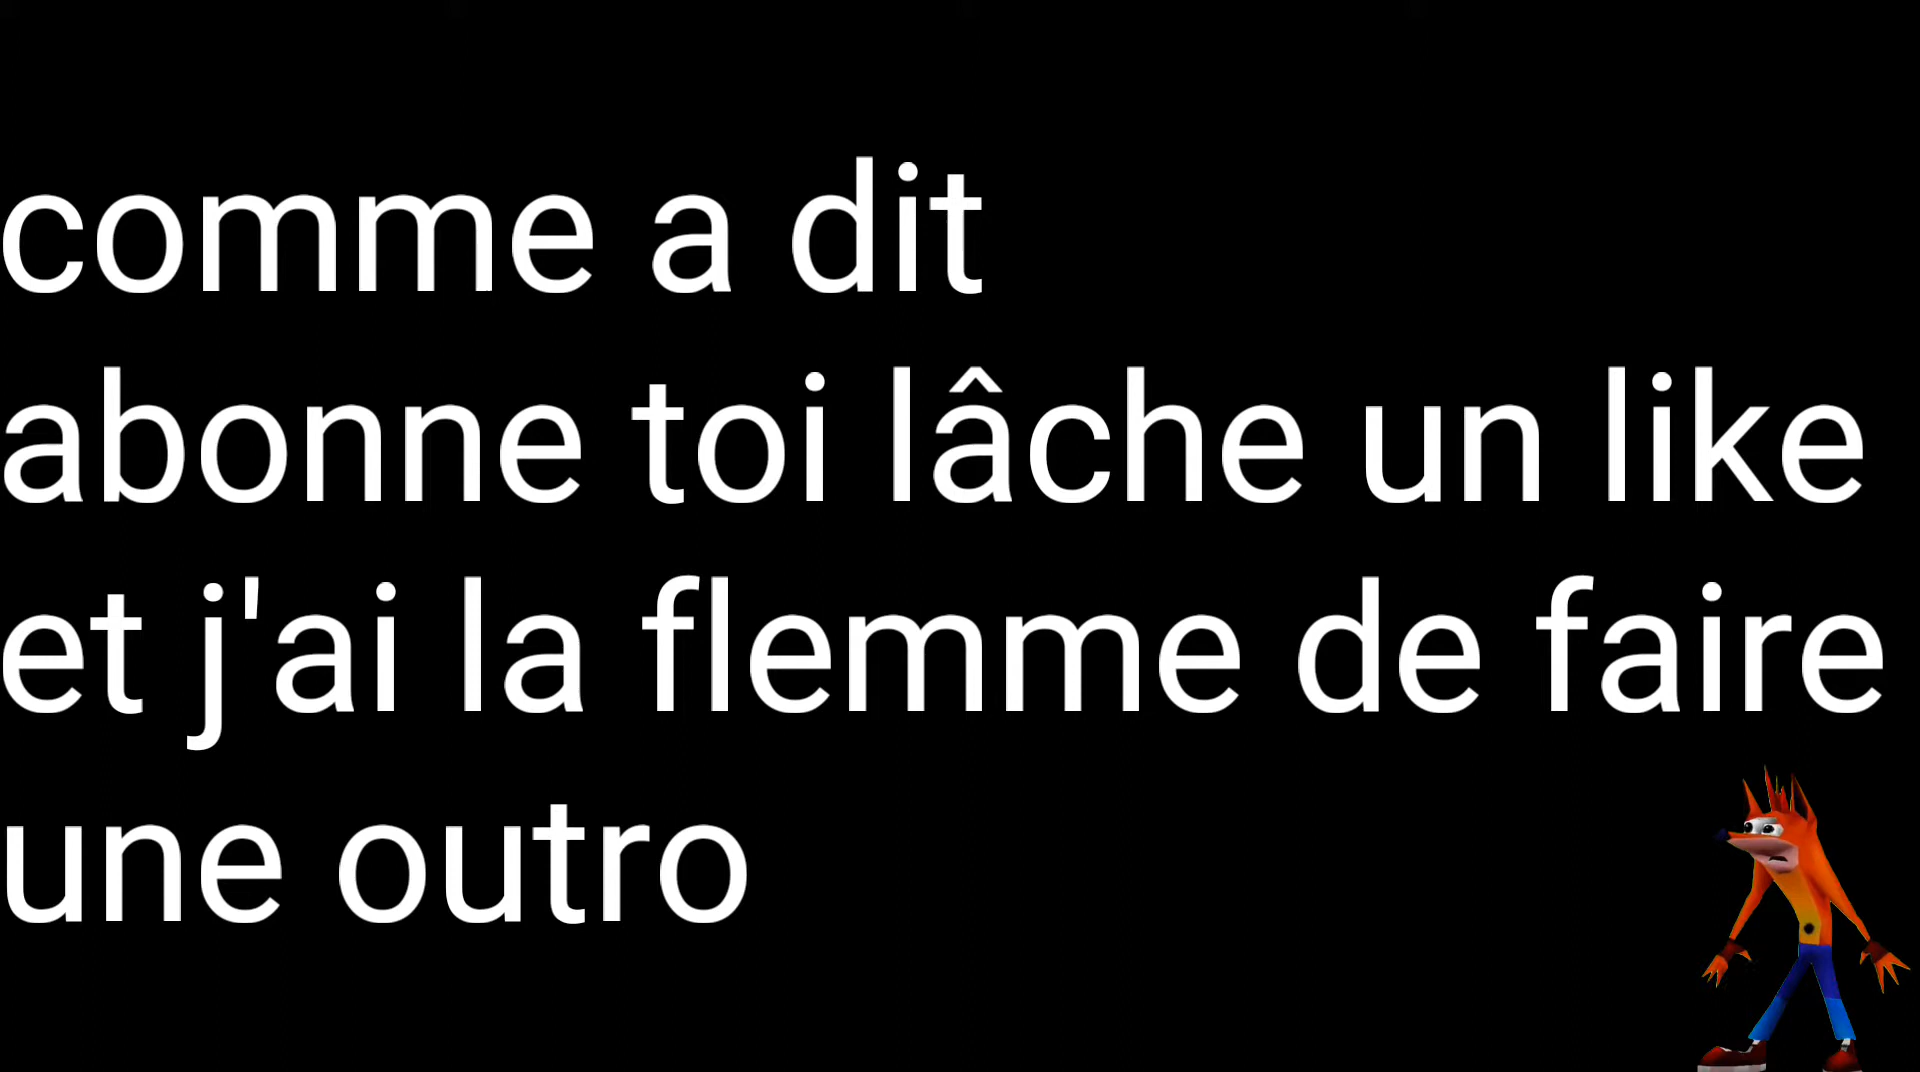 comme a dit
abonne toi lâche un like
et j'ai la flemme de faire
une outro